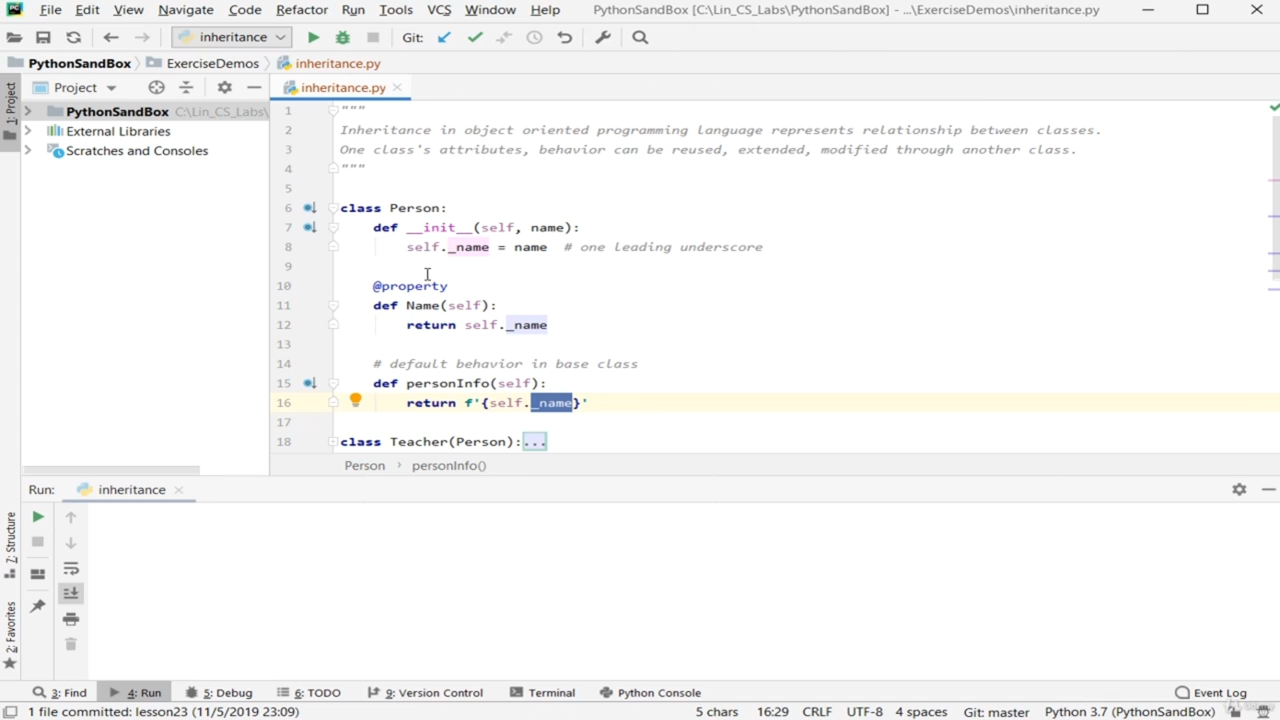 File Edit View Navigate Code Refactor Run Tools VCS Window Help PythonSandBox [C:\Lin_CS_Labs\PythonSandBox] - ...\ExerciseDemos\inheritance.py
inheritance Git:
PythonSandBox ExerciseDemos inheritance.py
1: Project
Project
inheritance.py
PythonSandBox C:\Lin_CS_Labs\
External Libraries
Scratches and Consoles
1 """
2 Inheritance in object oriented programming language represents relationship between classes.
3 One class's attributes, behavior can be reused, extended, modified through another class.
4 """
5
6 class Person:
7 def __init__(self, name):
8 self._name = name # one leading underscore
9
10 @property
11 def Name(self):
12 return self._name
13
14 # default behavior in base class
15 def personInfo(self):
16 return f'{self._name}'
17
18 class Teacher(Person):...
Person › personInfo()
Run: inheritance
7: Structure
2: Favorites
3: Find 4: Run 5: Debug 6: TODO 9: Version Control Terminal Python Console Event Log
1 file committed: lesson23 (11/5/2019 23:09) 5 chars 16:29 CRLF UTF-8 4 spaces Git: master Python 3.7 (PythonSandBox)